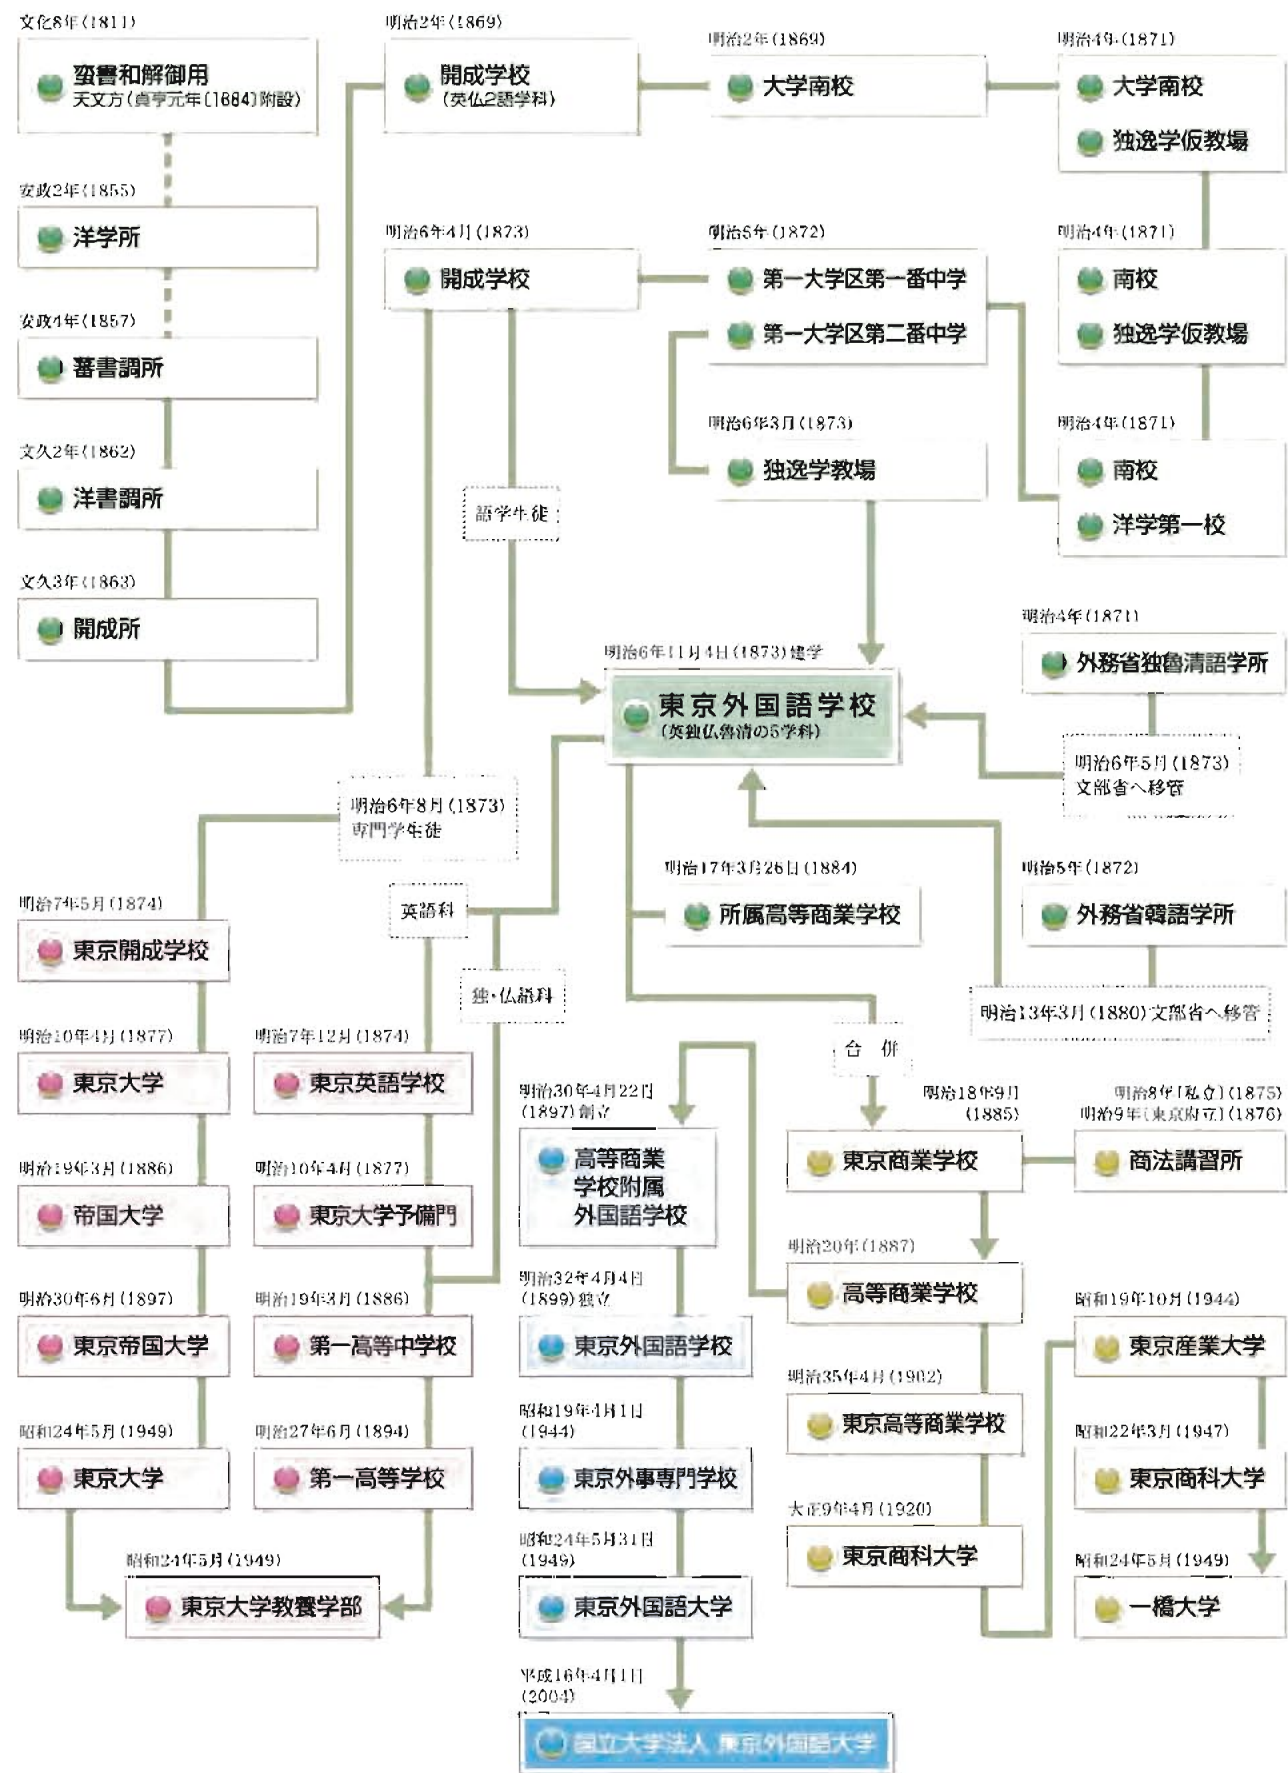 文化8年(1811)
蛮書和解御用
天文方(貞享元年〔1684〕附設)
安政2年(1855)
洋学所
安政4年(1857)
蕃書調所
文久2年(1862)
洋書調所
文久3年(1863)
開成所
明治2年(1869)
開成学校
(英仏2語学科)
明治2年(1869)
大学南校
明治4年(1871)
大学南校
独逸学仮教場
明治4年(1871)
南校
独逸学仮教場
明治4年(1871)
南校
洋学第一校
明治5年(1872)
第一大学区第一番中学
第一大学区第二番中学
明治6年3月(1873)
独逸学教場
明治6年4月(1873)
開成学校
語学生徒
明治6年11月4日(1873)建学
東京外国語学校
(英独仏魯清の5学科)
明治4年(1871)
外務省独魯清語学所
明治6年5月(1873)
文部省へ移管
明治5年(1872)
外務省韓語学所
明治13年3月(1880)文部省へ移管
明治17年3月26日(1884)
所属高等商業学校
合 併
明治6年8月(1873)
専門学生徒
英語科
独・仏語科
明治7年5月(1874)
東京開成学校
明治10年4月(1877)
東京大学
明治19年3月(1886)
帝国大学
明治30年6月(1897)
東京帝国大学
昭和24年5月(1949)
東京大学
明治7年12月(1874)
東京英語学校
明治10年4月(1877)
東京大学予備門
明治19年3月(1886)
第一高等中学校
明治27年6月(1894)
第一高等学校
昭和24年5月(1949)
東京大学教養学部
明治30年4月22日
(1897)創立
高等商業
学校附属
外国語学校
明治32年4月4日
(1899)独立
東京外国語学校
昭和19年4月1日
(1944)
東京外事専門学校
昭和24年5月31日
(1949)
東京外国語大学
平成16年4月1日
(2004)
国立大学法人 東京外国語大学
明治18年9月
(1885)
東京商業学校
明治8年[私立](1875)
明治9年[東京府立](1876)
商法講習所
明治20年(1887)
高等商業学校
明治35年4月(1902)
東京高等商業学校
大正9年4月(1920)
東京商科大学
昭和19年10月(1944)
東京産業大学
昭和22年3月(1947)
東京商科大学
昭和24年5月(1949)
一橋大学